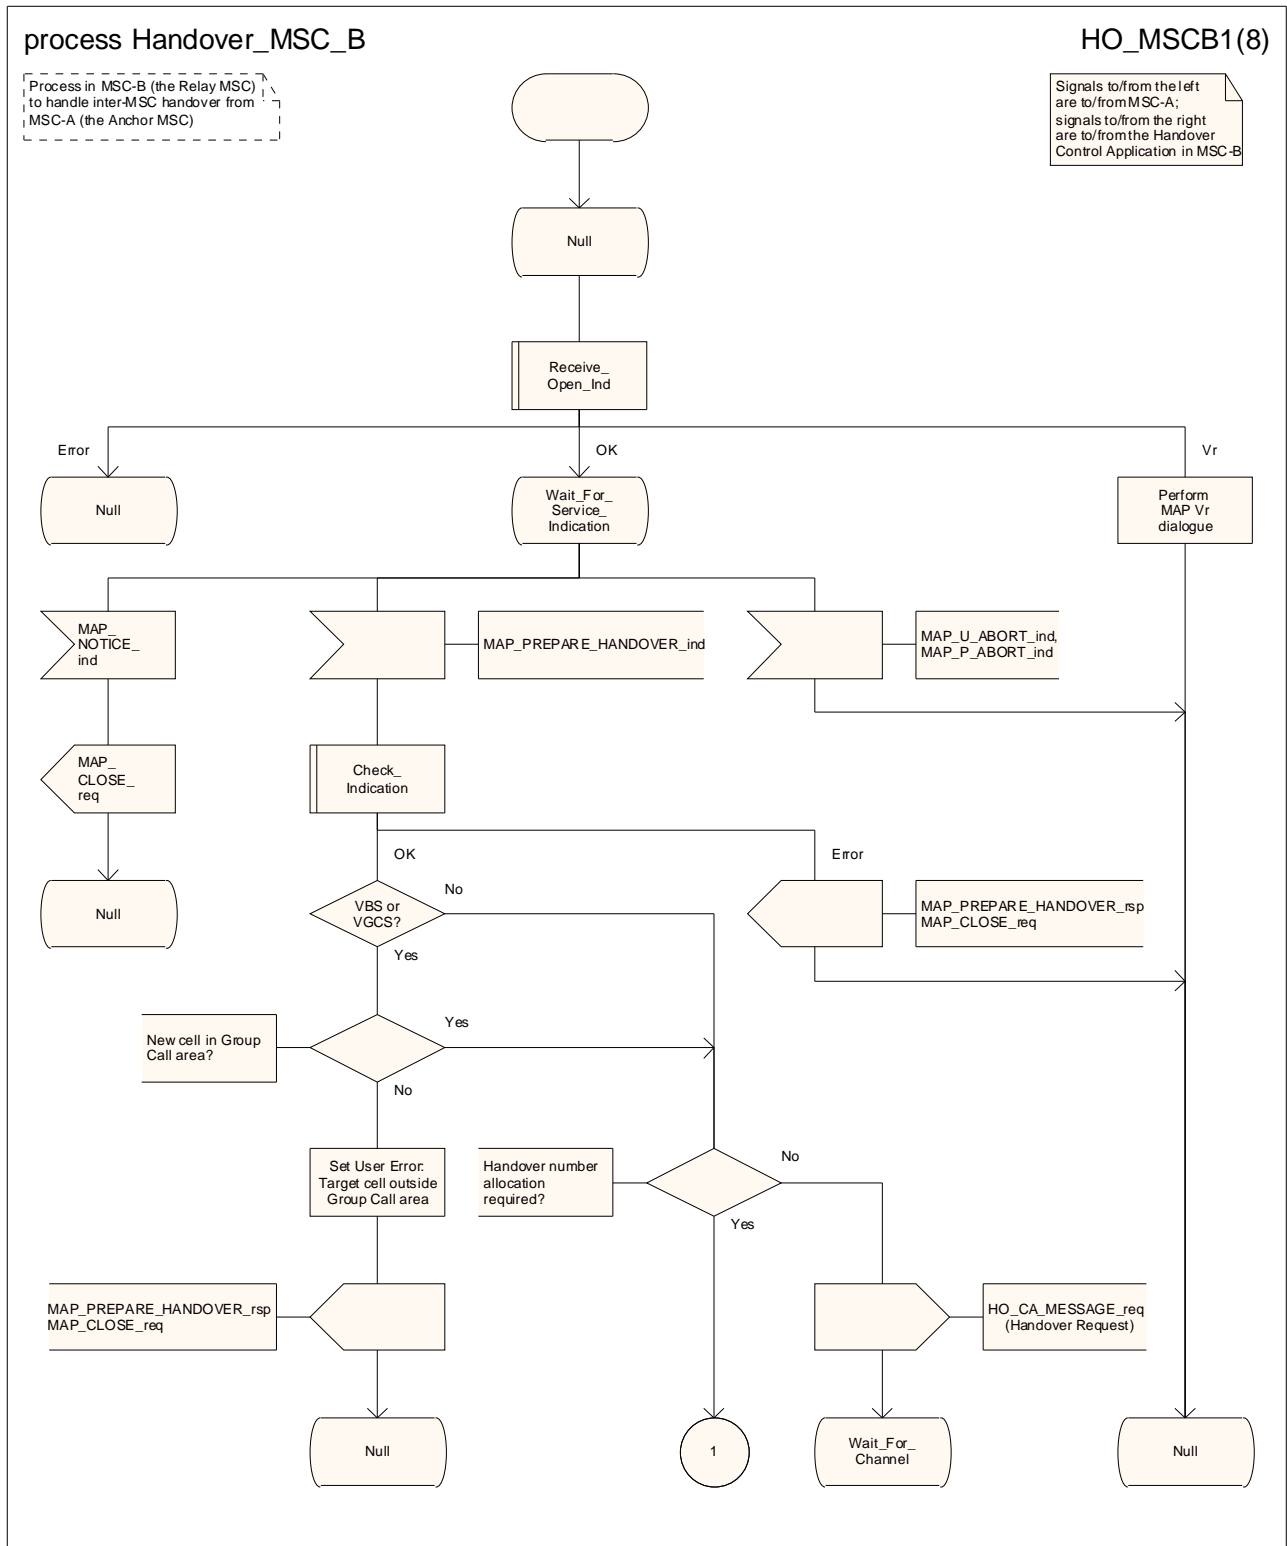 process Handover_MSC_B
HO_MSCB1(8)
Process in MSC-B (the Relay MSC)
to handle inter-MSC handover from
MSC-A (the Anchor MSC)
Signals to/from the left
are to/from MSC-A;
signals to/from the right
are to/from the Handover
Control Application in MSC-B
Null
Receive_
Open_Ind
Error
OK
Vr
Null
Wait_For_
Service_
Indication
Perform
MAP Vr
dialogue
MAP_
NOTICE_
ind
MAP_PREPARE_HANDOVER_ind
MAP_U_ABORT_ind,
MAP_P_ABORT_ind
MAP_
CLOSE_
req
Check_
Indication
OK
Error
Null
VBS or
VGCS?
No
Yes
MAP_PREPARE_HANDOVER_rsp
MAP_CLOSE_req
New cell in Group
Call area?
Yes
No
Set User Error:
Target cell outside
Group Call area
Handover number
allocation
required?
No
Yes
MAP_PREPARE_HANDOVER_rsp
MAP_CLOSE_req
HO_CA_MESSAGE_req
(Handover Request)
Null
1
Wait_For_
Channel
Null